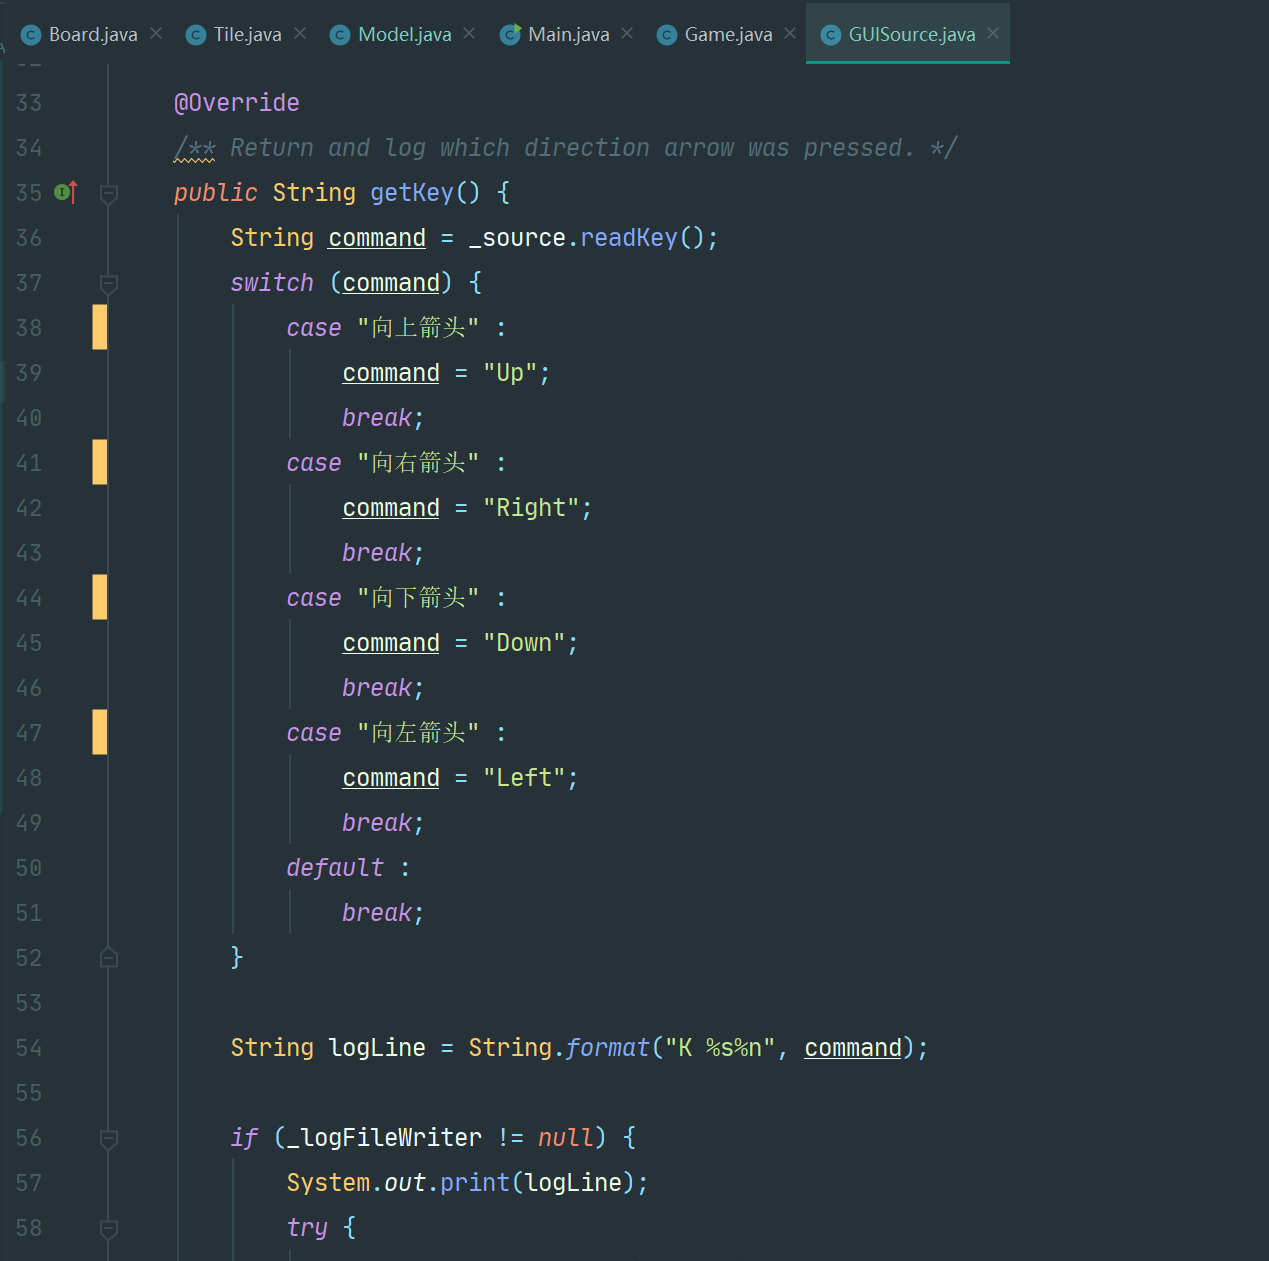 Board.java Tile.java Model.java Main.java Game.java GUISource.java
33 @Override
34 /** Return and log which direction arrow was pressed. */
35 public String getKey() {
36 String command = _source.readKey();
37 switch (command) {
38 case "向上箭头" :
39 command = "Up";
40 break;
41 case "向右箭头" :
42 command = "Right";
43 break;
44 case "向下箭头" :
45 command = "Down";
46 break;
47 case "向左箭头" :
48 command = "Left";
49 break;
50 default :
51 break;
52 }
53
54 String logLine = String.format("K %s%n", command);
55
56 if (_logFileWriter != null) {
57 System.out.print(logLine);
58 try {